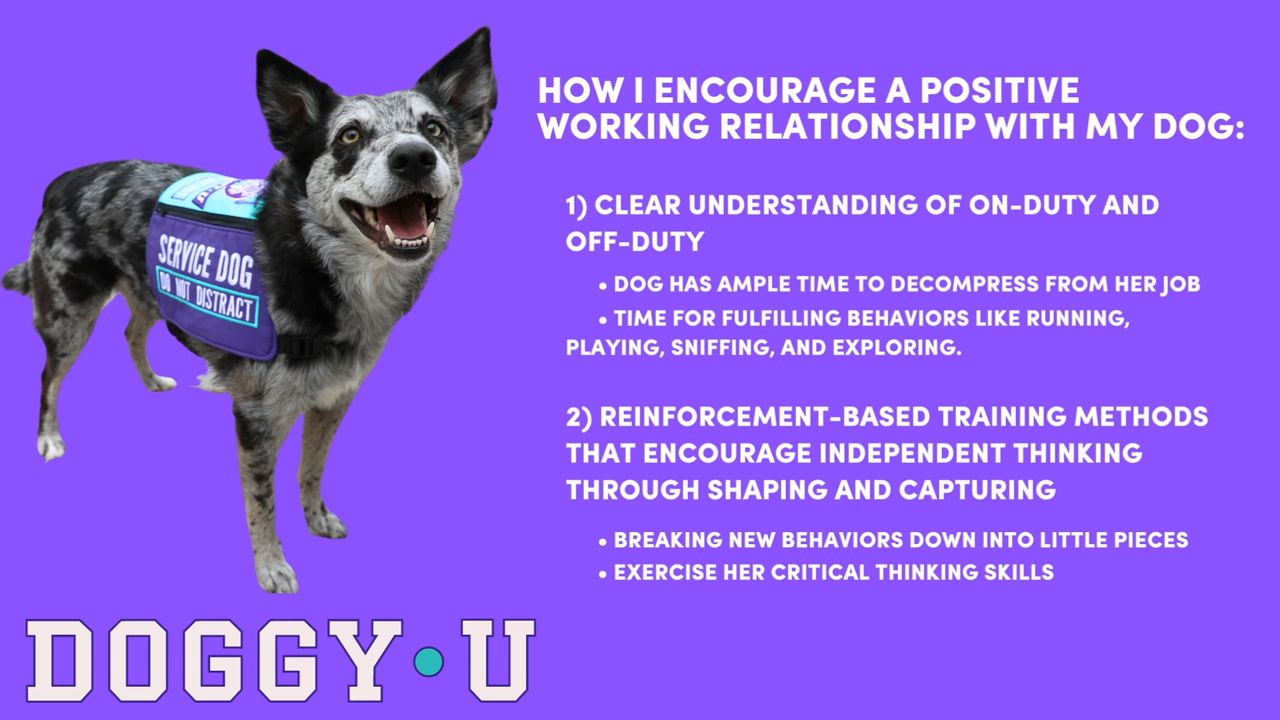 HOW I ENCOURAGE A POSITIVE
WORKING RELATIONSHIP WITH MY DOG:
1) CLEAR UNDERSTANDING OF ON-DUTY AND
OFF-DUTY
• DOG HAS AMPLE TIME TO DECOMPRESS FROM HER JOB
• TIME FOR FULFILLING BEHAVIORS LIKE RUNNING,
PLAYING, SNIFFING, AND EXPLORING.
2) REINFORCEMENT-BASED TRAINING METHODS
THAT ENCOURAGE INDEPENDENT THINKING
THROUGH SHAPING AND CAPTURING
• BREAKING NEW BEHAVIORS DOWN INTO LITTLE PIECES
• EXERCISE HER CRITICAL THINKING SKILLS
SERVICE DOG
DO NOT DISTRACT
DOGGY•U